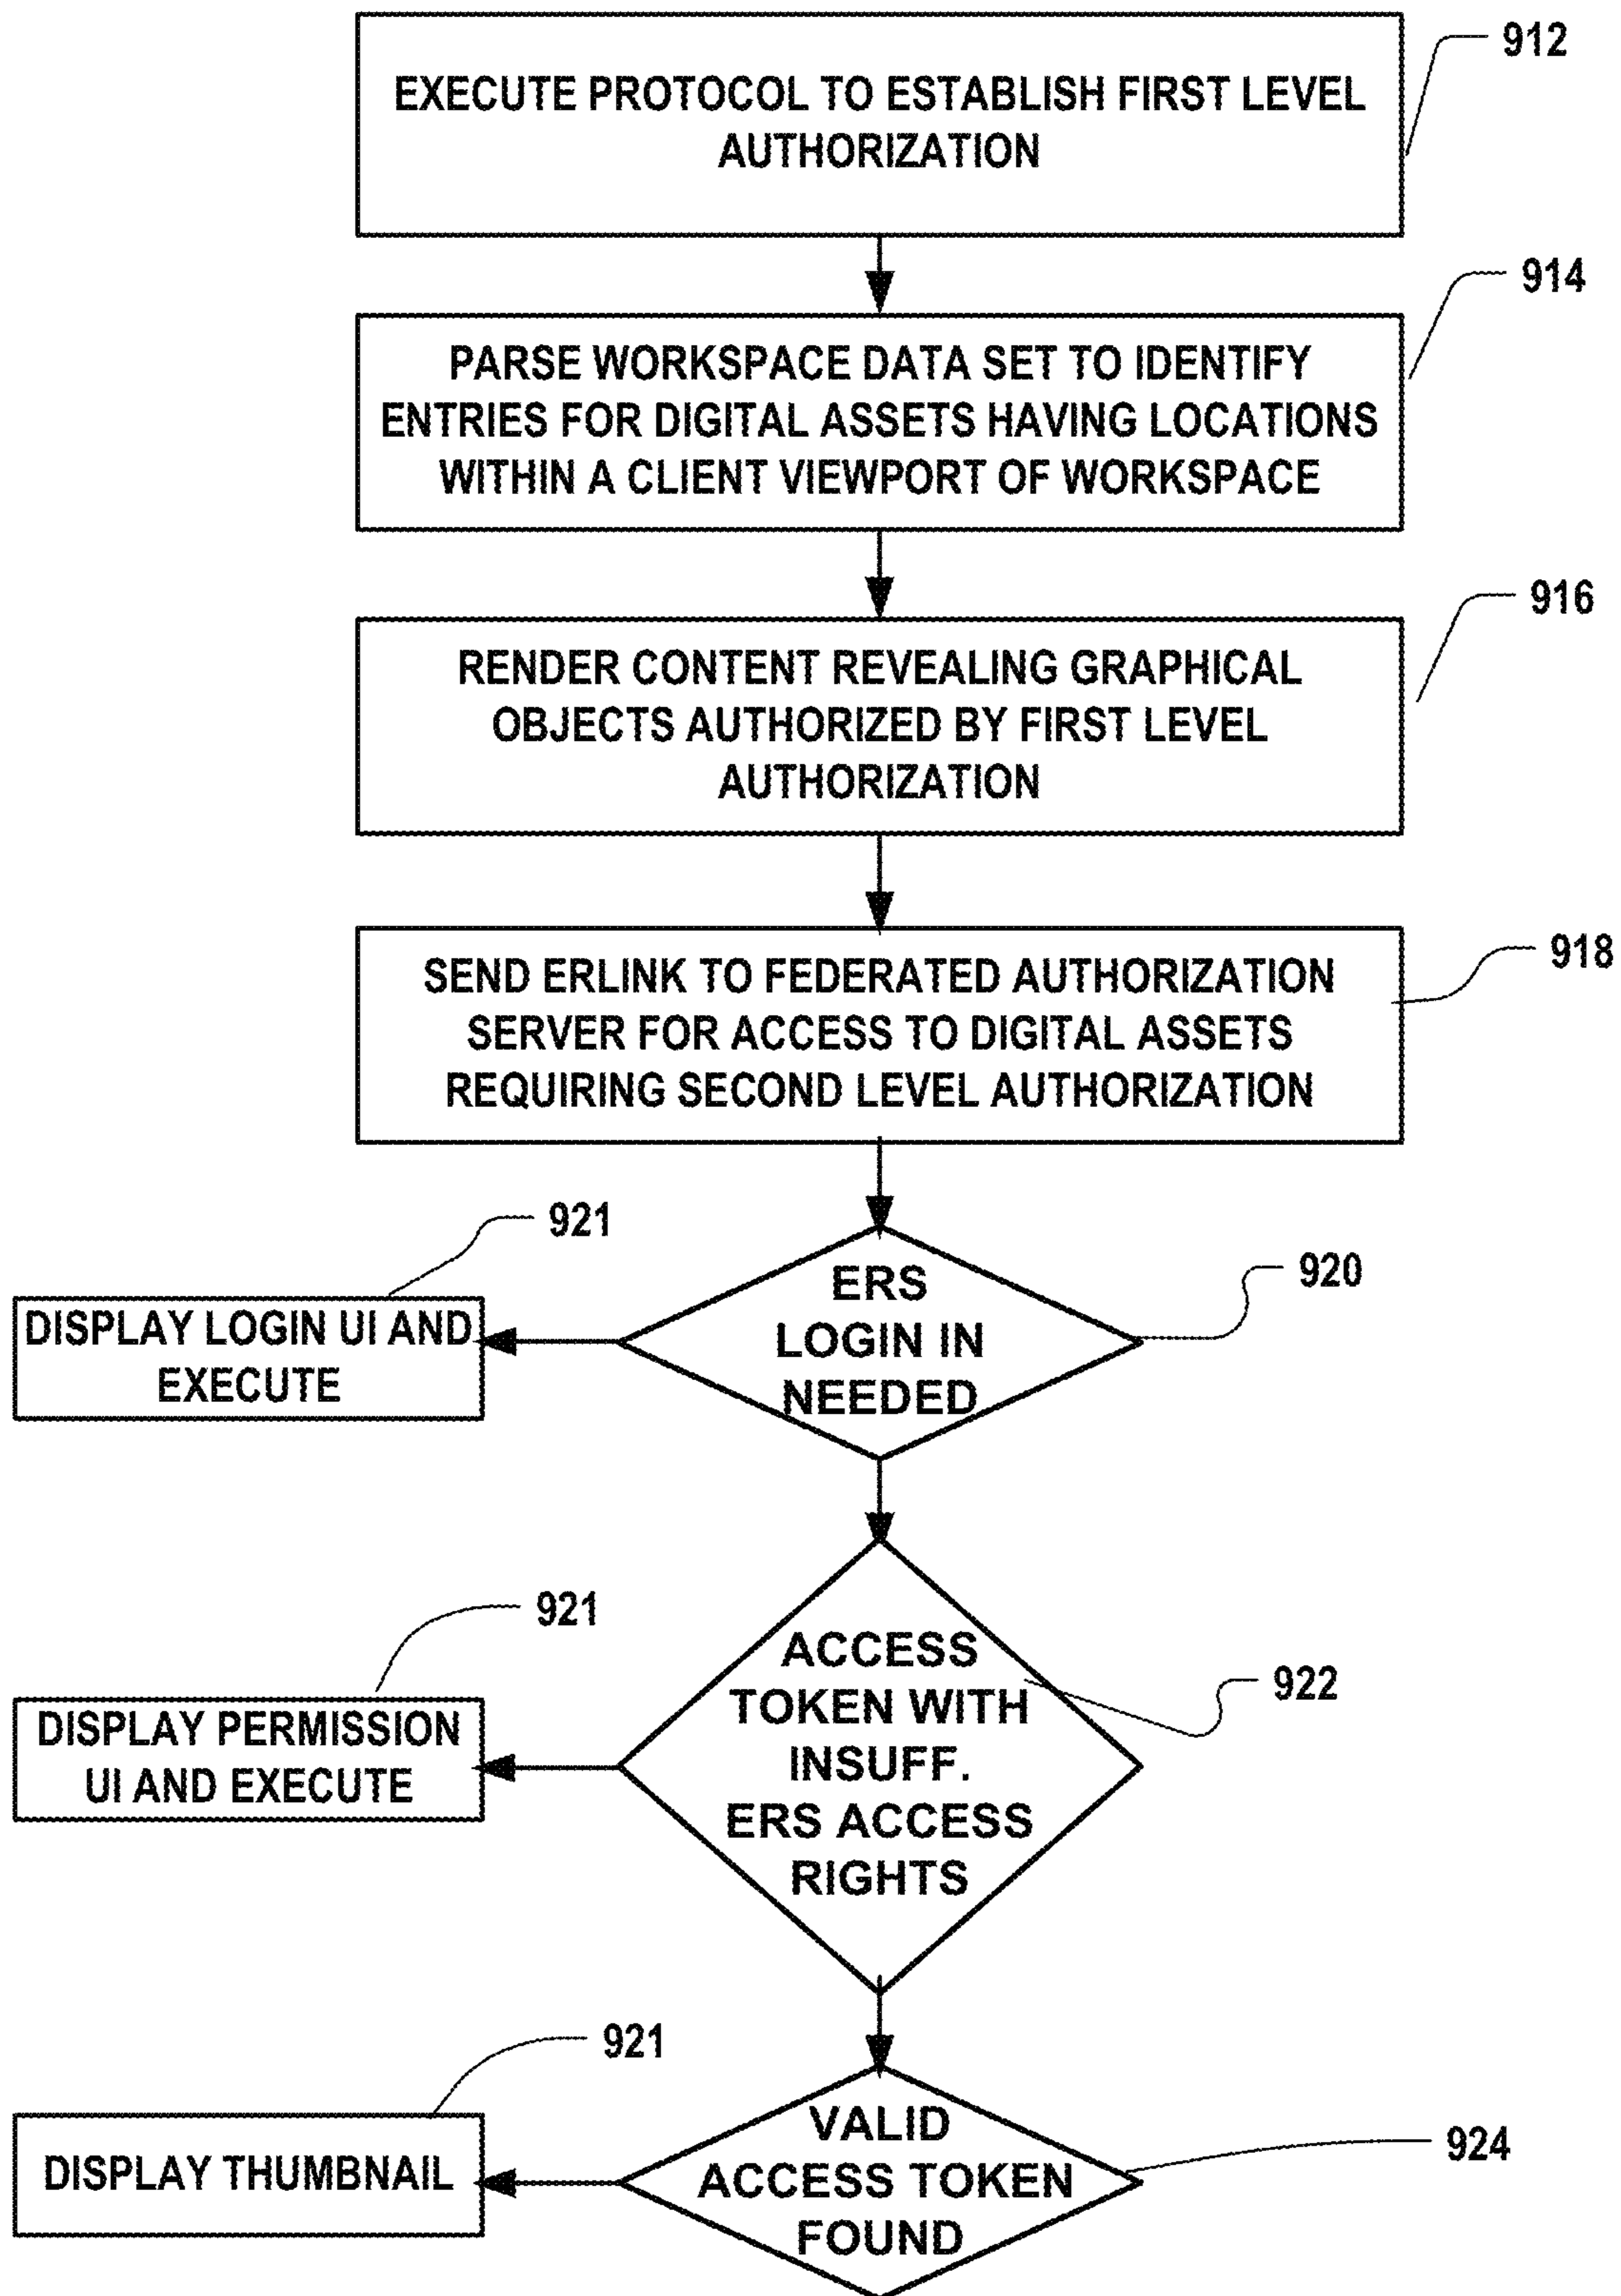 912
EXECUTE PROTOCOL TO ESTABLISH FIRST LEVEL
AUTHORIZATION
914
PARSE WORKSPACE DATA SET TO IDENTIFY
ENTRIES FOR DIGITAL ASSETS HAVING LOCATIONS
WITHIN A CLIENT VIEWPORT OF WORKSPACE
916
RENDER CONTENT REVEALING GRAPHICAL
OBJECTS AUTHORIZED BY FIRST LEVEL
AUTHORIZATION
918
SEND ERLINK TO FEDERATED AUTHORIZATION
SERVER FOR ACCESS TO DIGITAL ASSETS
REQUIRING SECOND LEVEL AUTHORIZATION
921
920
ERS
LOGIN IN
NEEDED
DISPLAY LOGIN UI AND
EXECUTE
921
922
ACCESS
TOKEN WITH
INSUFF.
ERS ACCESS
RIGHTS
DISPLAY PERMISSION
UI AND EXECUTE
921
924
VALID
ACCESS TOKEN
FOUND
DISPLAY THUMBNAIL